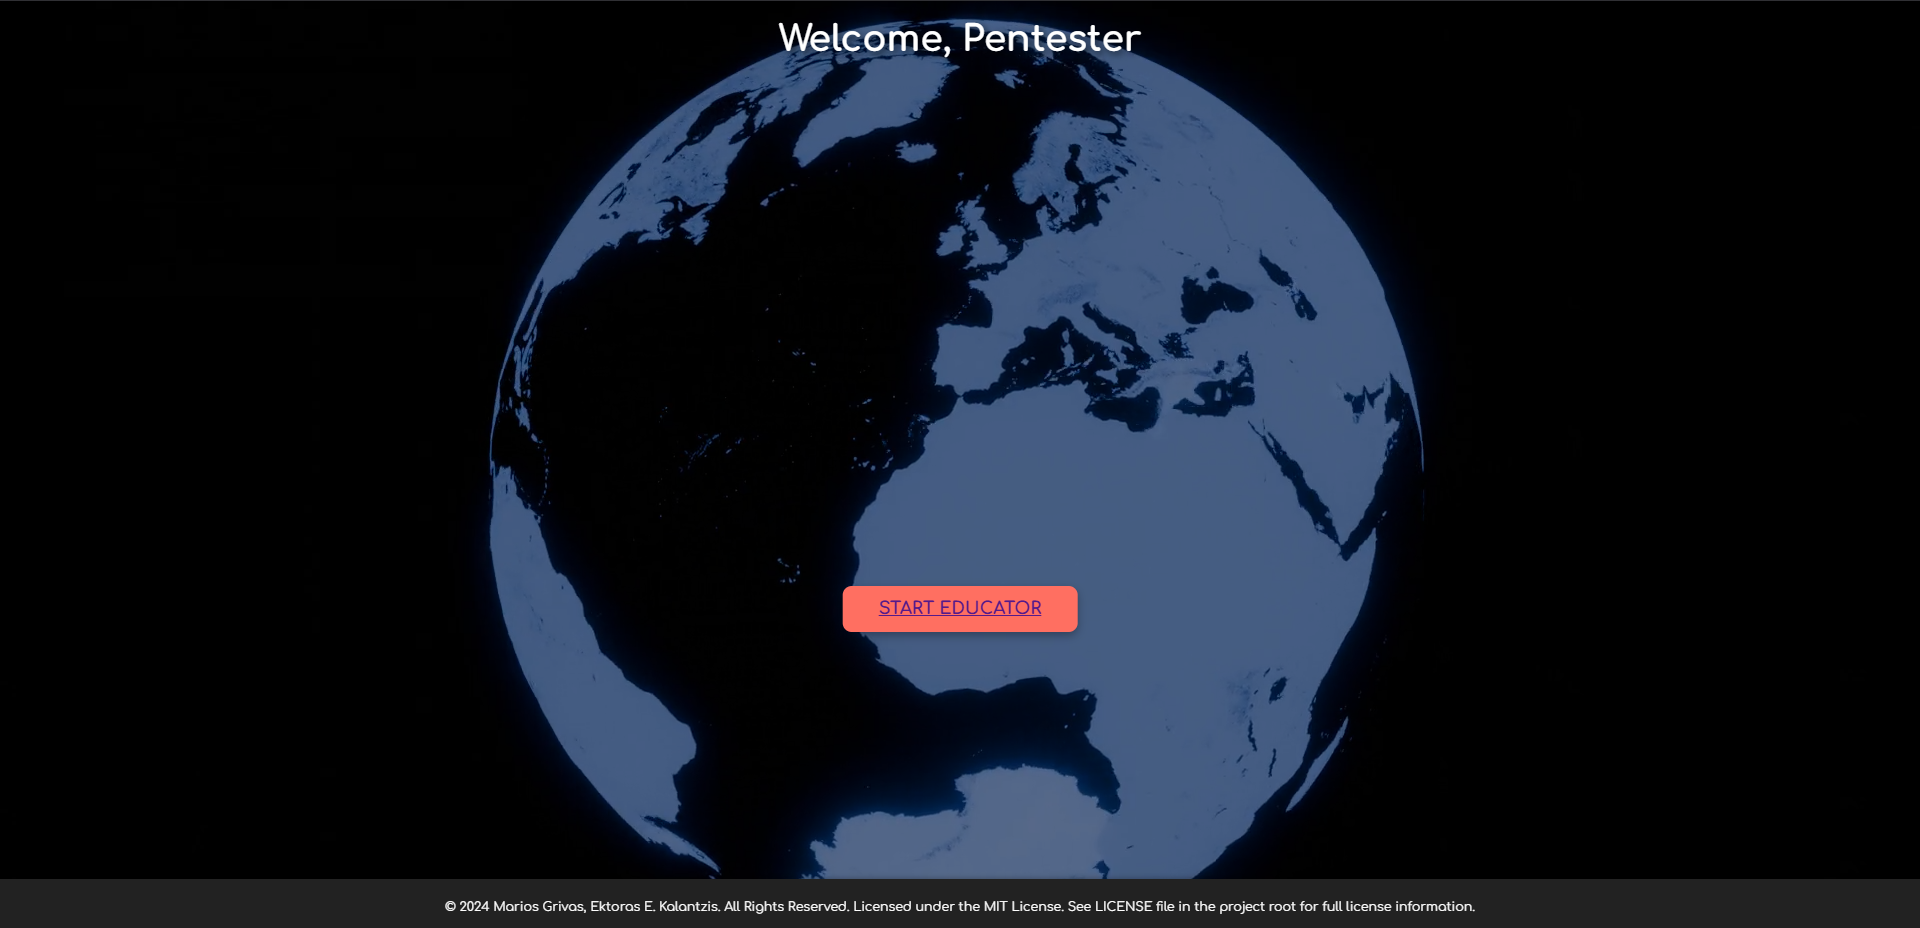 Welcome, Pentester
START EDUCATOR
© 2024 Marios Grivas, Ektoras E. Kalantzis. All Rights Reserved. Licensed under the MIT License. See LICENSE file in the project root for full license information.